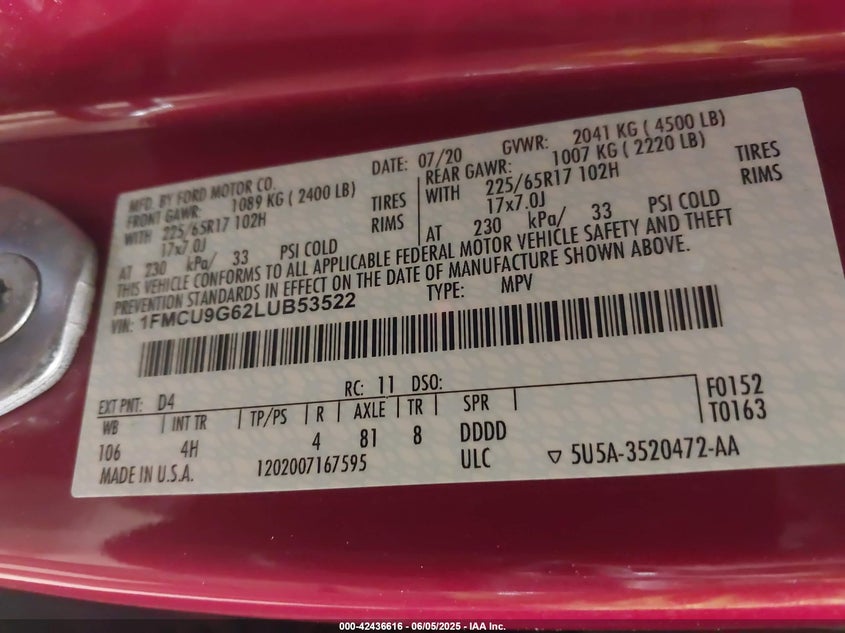 MFD. BY FORD MOTOR CO.
DATE: 07/20 GVWR: 2041 KG ( 4500 LB)
FRONT GAWR: 1089 KG ( 2400 LB) REAR GAWR: 1007 KG ( 2220 LB)
WITH 225/65R17 102H TIRES WITH 225/65R17 102H TIRES
17x7.0J RIMS 17x7.0J RIMS
AT 230 kPa/ 33 PSI COLD AT 230 kPa/ 33 PSI COLD
THIS VEHICLE CONFORMS TO ALL APPLICABLE FEDERAL MOTOR VEHICLE SAFETY AND THEFT
PREVENTION STANDARDS IN EFFECT ON THE DATE OF MANUFACTURE SHOWN ABOVE.
VIN: 1FMCU9G62LUB53522 TYPE: MPV
EXT PNT: D4 RC: 11 DSO: F0152
WB INT TR TP/PS R AXLE TR SPR T0163
106 4H 4 81 8 DDDD
MADE IN U.S.A. 1202007167595 ULC ▽ 5U5A-3520472-AA
000-42436616 - 06/05/2025 - IAA Inc.